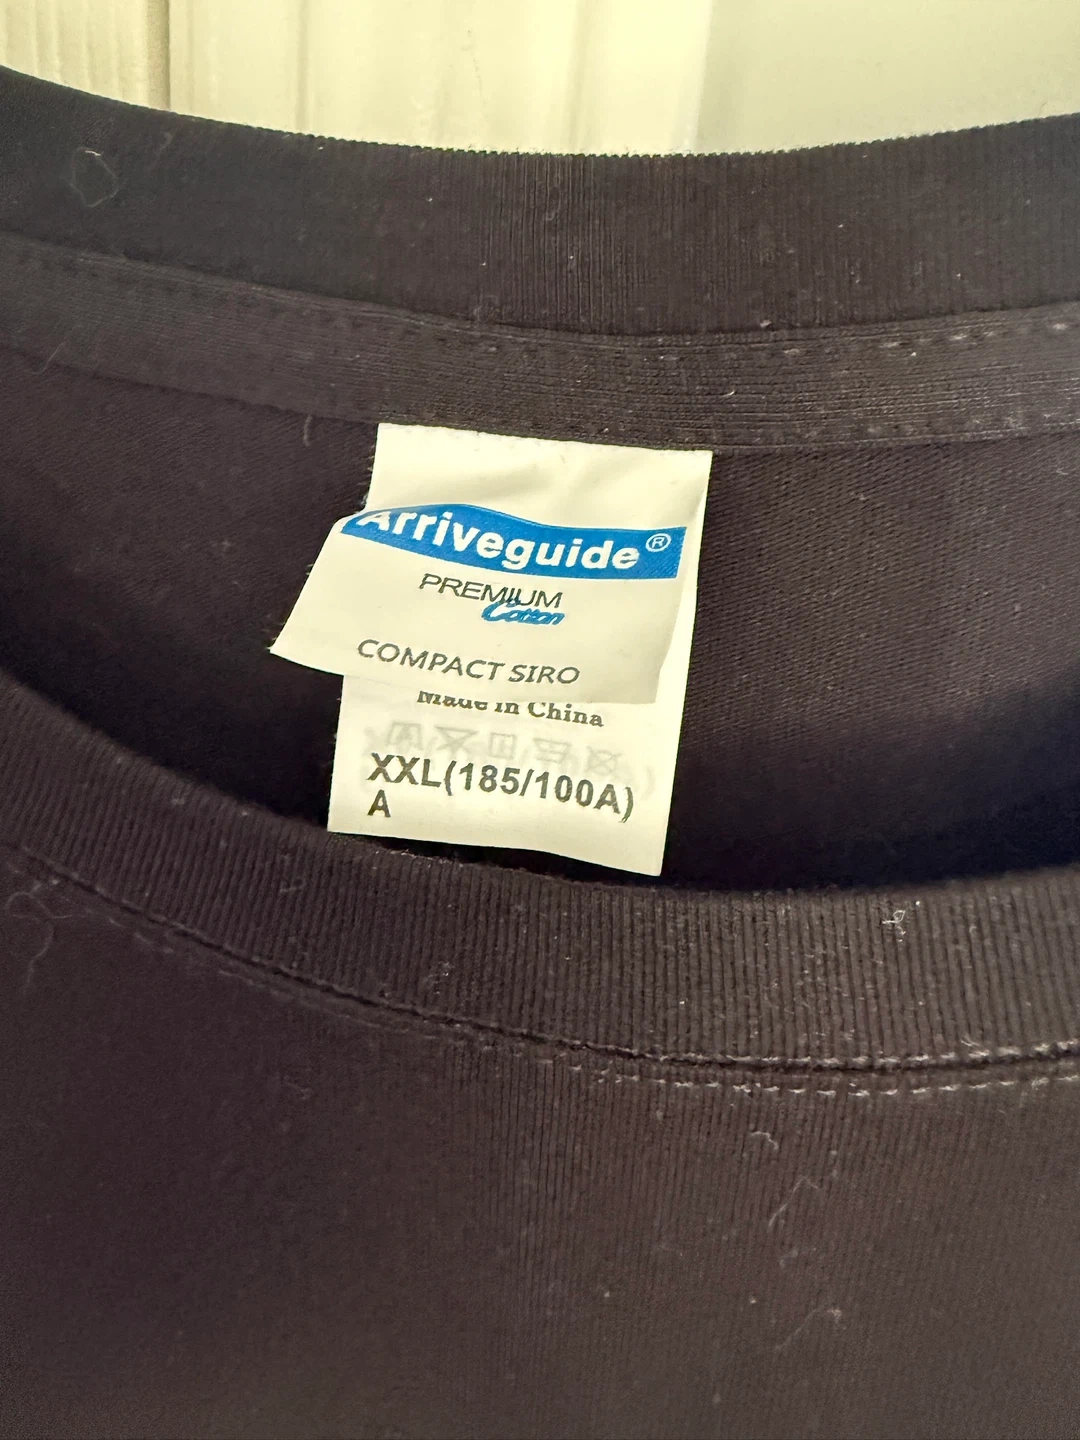 Arriveguide®
PREMIUM
Cotton
COMPACT SIRO
Made in China
XXL(185/100A)
A